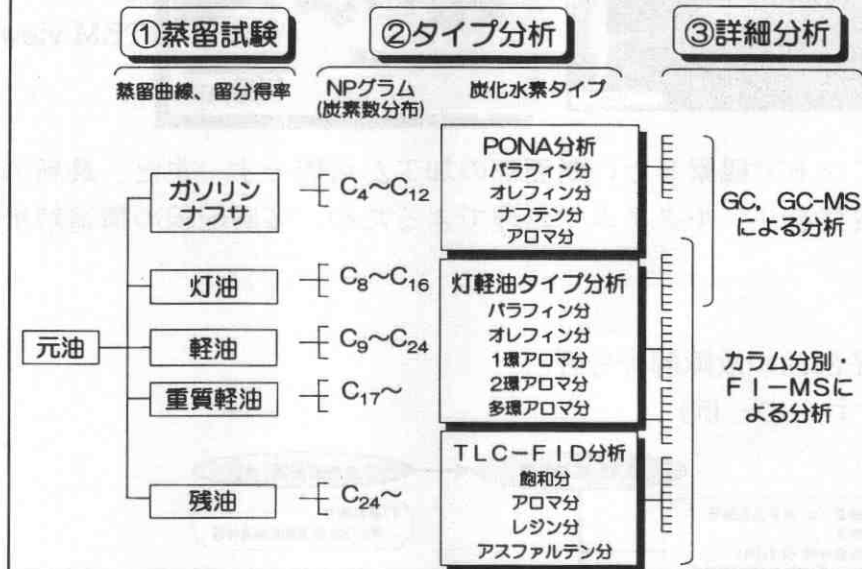 ①蒸留試験
②タイプ分析
③詳細分析
EM view
蒸留曲線、留分得率
NPグラム
(炭素数分布)
炭化水素タイプ
元油
ガソリン
ナフサ
灯油
軽油
重質軽油
残油
C4〜C12
C8〜C16
C9〜C24
C17〜
C24〜
PONA分析
パラフィン分
オレフィン分
ナフテン分
アロマ分
灯軽油タイプ分析
パラフィン分
オレフィン分
1環アロマ分
2環アロマ分
多環アロマ分
TLC−FID分析
飽和分
アロマ分
レジン分
アスファルテン分
GC, GC-MS
による分析
カラム分別・
FI−MSに
よる分析